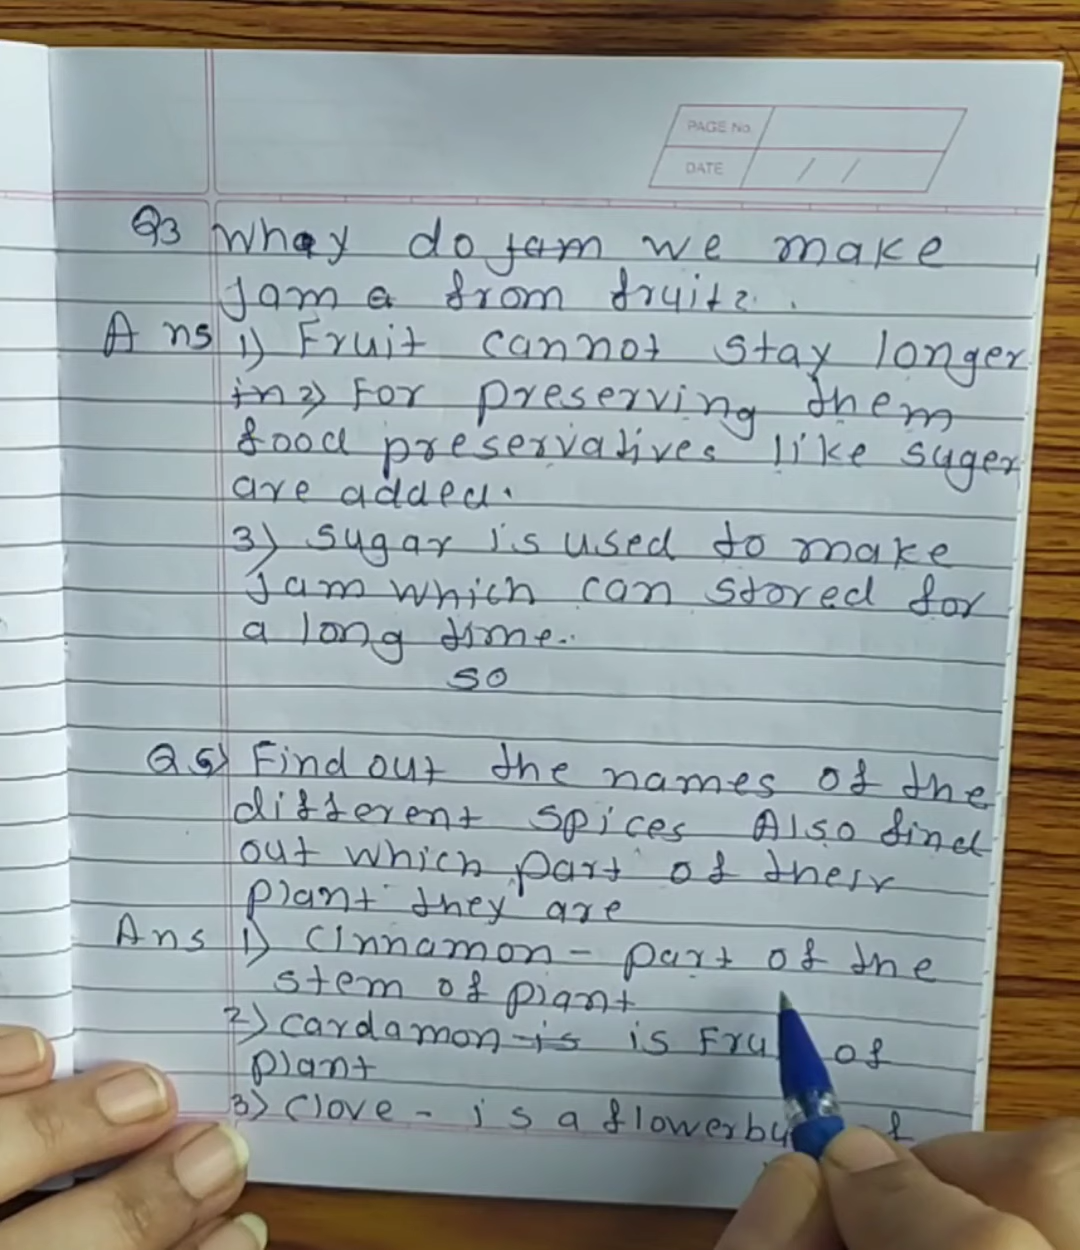 PAGE No.
DATE / /
Q3 Whay do jam we make
Jam a from fruit?.
Ans 1) Fruit cannot stay longer
in 2) For preserving them
food preservatives like suger
are added.
3) Sugar is used to make
Jam which can stored for
a long time..
so
Q5) Find out the names of the
different spices Also find
out which part of their
plant they are
Ans 1) Cinnamon - part of the
stem of plant
2) cardamon is is of
plant
3) Clove - is a